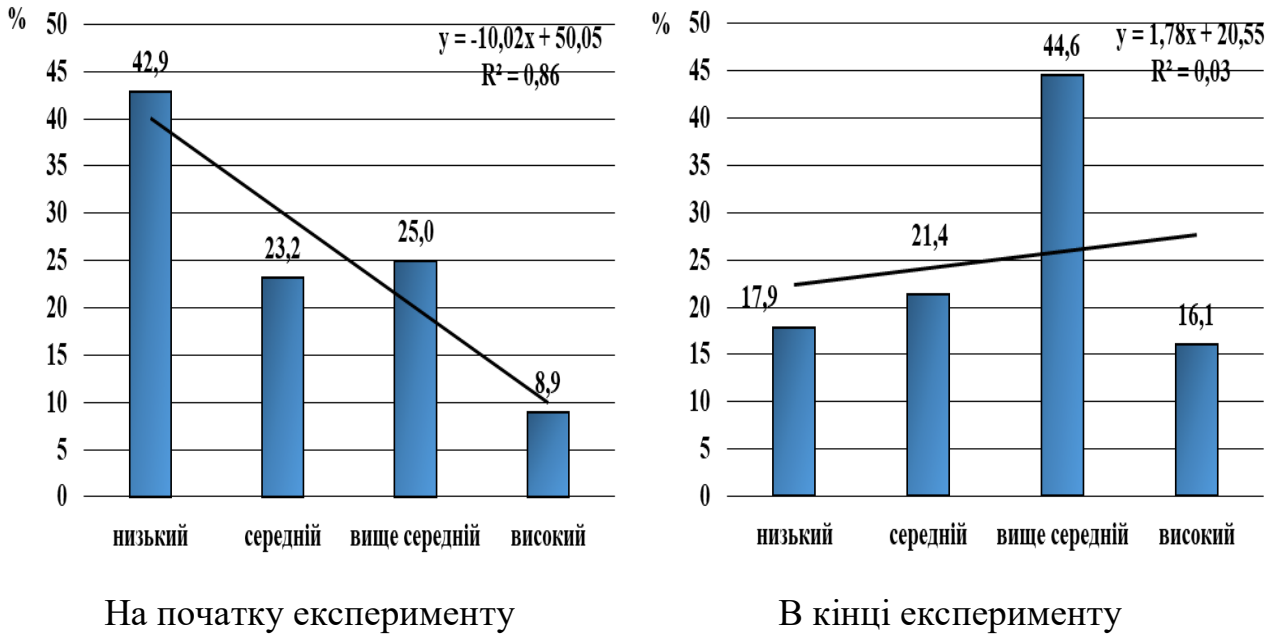 %
50
45
40
35
30
25
20
15
10
5
0
y = -10,02x + 50,05
R² = 0,86
42,9
23,2
25,0
8,9
низький
середній
вище середній
високий
На початку експерименту
%
50
45
40
35
30
25
20
15
10
5
0
y = 1,78x + 20,55
R² = 0,03
17,9
21,4
44,6
16,1
низький
середній
вище середній
високий
В кінці експерименту